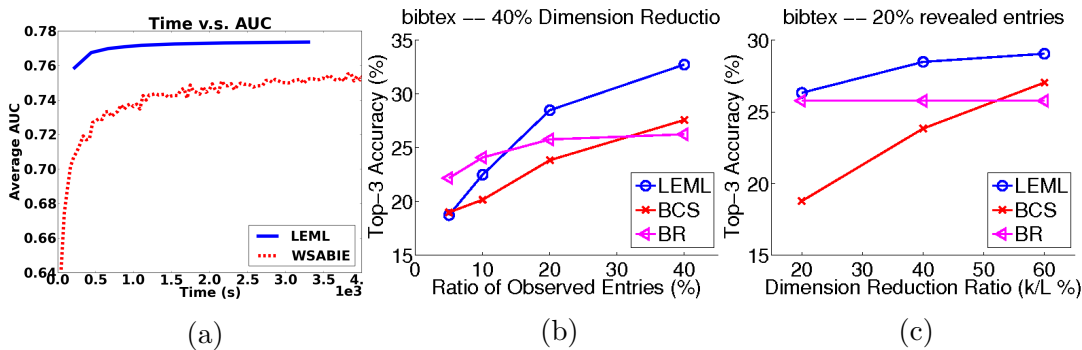 Time v.s. AUC
Average AUC
0.78
0.76
0.74
0.72
0.70
0.68
0.66
0.64
0.0 0.5 1.0 1.5 2.0 2.5 3.0 3.5 4.
1e3
Time (s)
LEML
WSABIE
(a)
bibtex -- 40% Dimension Reductio
Top-3 Accuracy (%)
35
30
25
20
15
0 10 20 30 40
Ratio of Observed Entries (%)
LEML
BCS
BR
(b)
bibtex -- 20% revealed entries
Top-3 Accuracy (%)
30
25
20
15
20 30 40 50 60
Dimension Reduction Ratio (k/L %)
LEML
BCS
BR
(c)